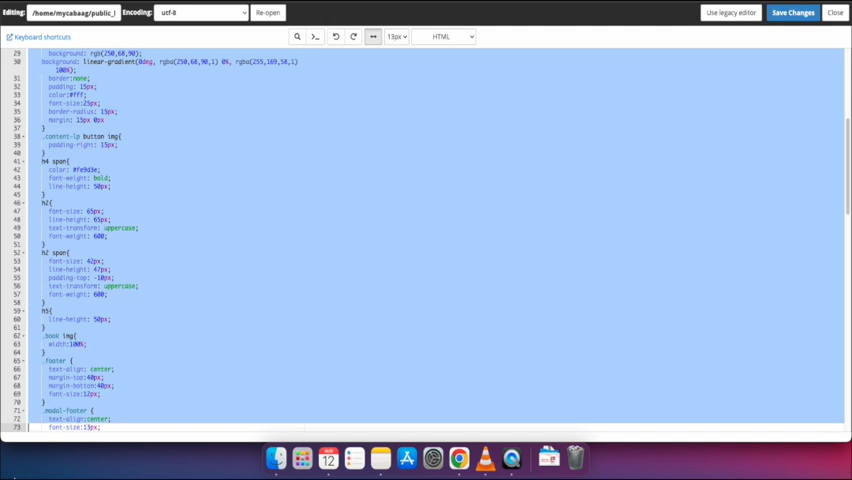 Editing: /home/mycabaag/public_l Encoding: utf-8 Re-open Use legacy editor Save Changes Close
Keyboard shortcuts 13px HTML
29 background: rgb(250,68,90);
30 background: linear-gradient(0deg, rgba(250,68,90,1) 0%, rgba(255,169,58,1)
100%);
31 border:none;
32 padding: 15px;
33 color:#fff;
34 font-size:25px;
35 border-radius: 15px;
36 margin: 15px 0px
37 }
38 .content-lp button img{
39 padding-right: 15px;
40 }
41 h4 span{
42 color: #fe9d3e;
43 font-weight: bold;
44 line-height: 50px;
45 }
46 h2{
47 font-size: 65px;
48 line-height: 65px;
49 text-transform: uppercase;
50 font-weight: 600;
51 }
52 h2 span{
53 font-size: 42px;
54 line-height: 47px;
55 padding-top: -10px;
56 text-transform: uppercase;
57 font-weight: 600;
58 }
59 h5{
60 line-height: 50px;
61 }
62 .book img{
63 width:100%;
64 }
65 .footer {
66 text-align: center;
67 margin-top:40px;
68 margin-bottom:40px;
69 font-size:12px;
70 }
71 .modal-footer {
72 text-align:center;
73 font-size:13px;
MAR
12